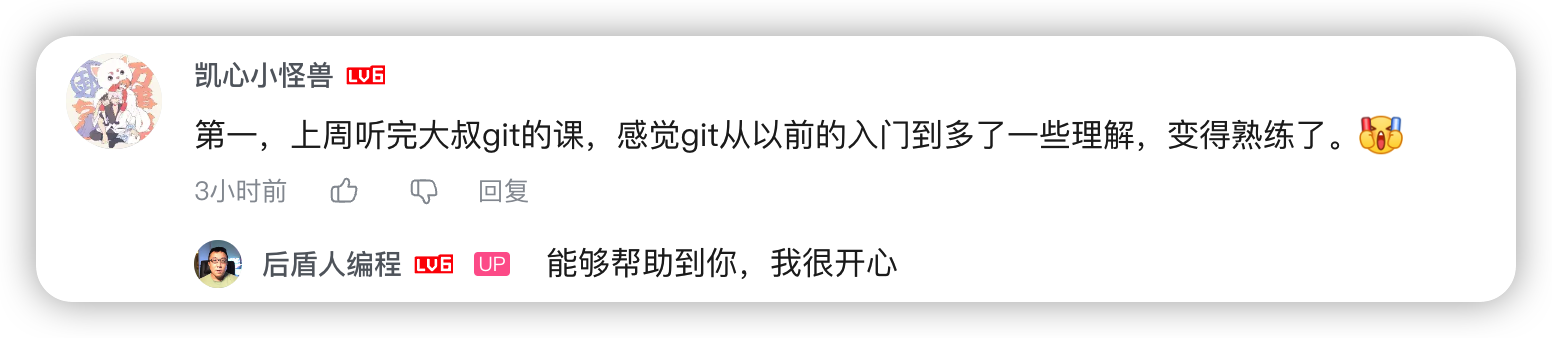 凯心小怪兽 LV6
第一，上周听完大叔git的课，感觉git从以前的入门到多了一些理解，变得熟练了。
3小时前 回复
后盾人编程 LV6 UP 能够帮助到你，我很开心